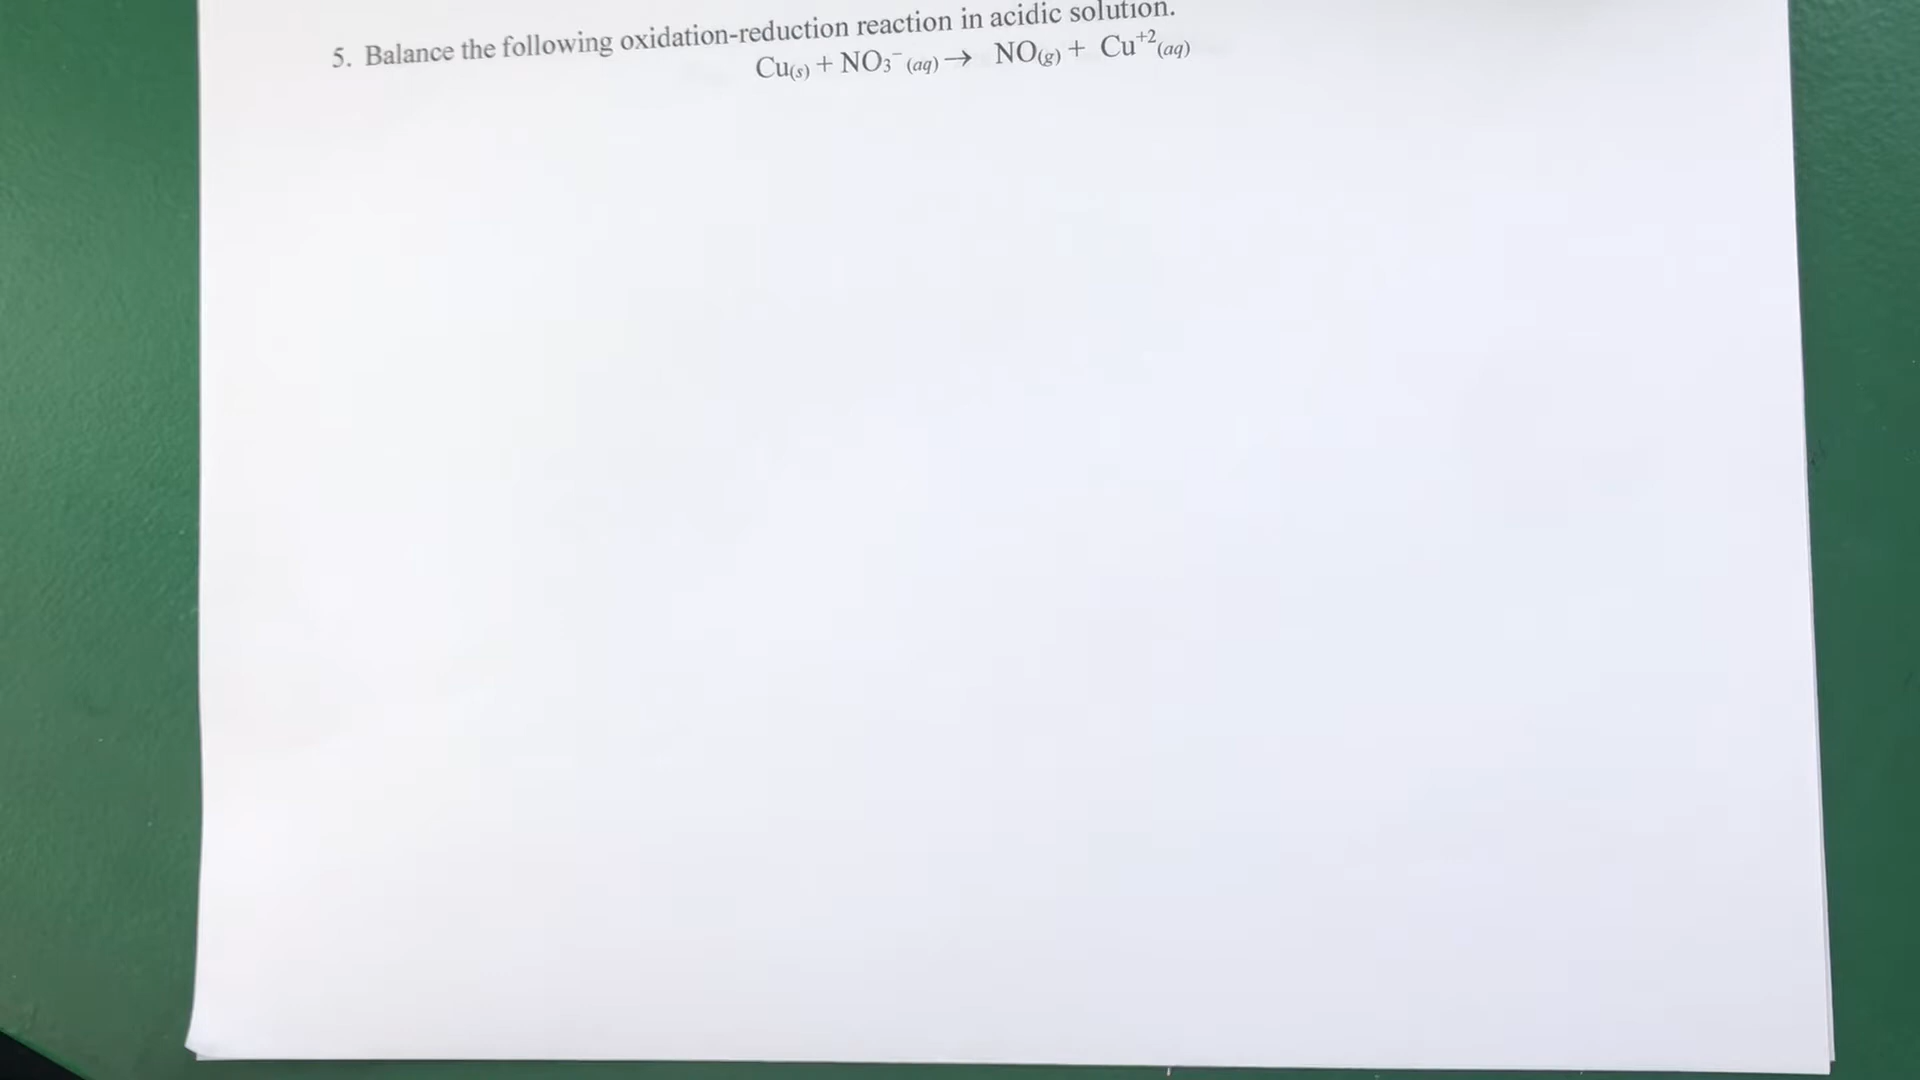 5. Balance the following oxidation-reduction reaction in acidic solution.
Cu(s) + NO₃⁻ (aq) → NO(g) + Cu⁺²(aq)